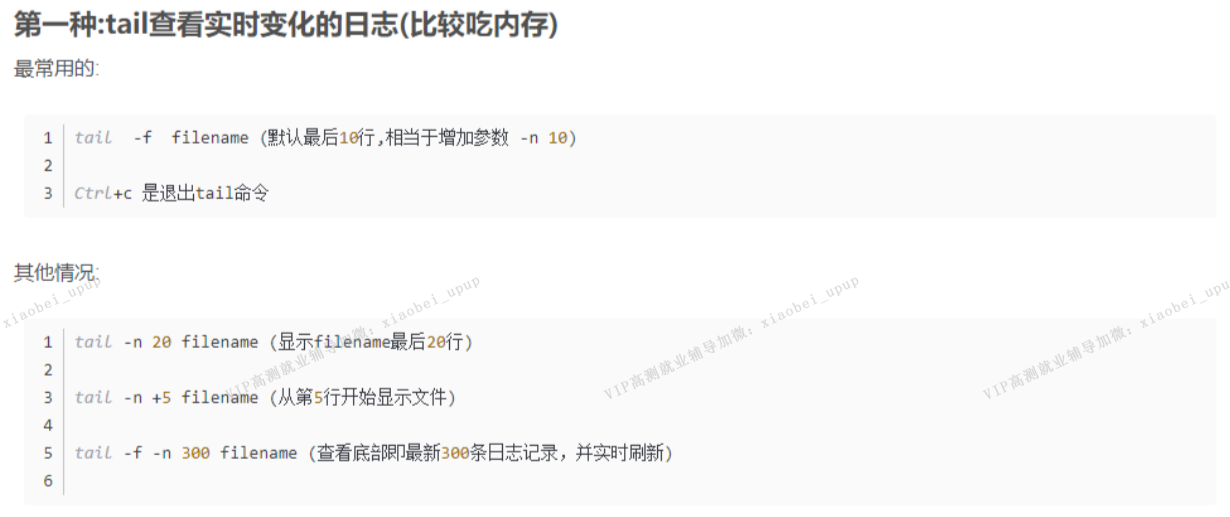 第一种:tail查看实时变化的日志(比较吃内存)
最常用的:
1 tail -f filename (默认最后10行,相当于增加参数 -n 10)
2
3 Ctrl+c 是退出tail命令
其他情况:
1 tail -n 20 filename (显示filename最后20行)
2
3 tail -n +5 filename (从第5行开始显示文件)
4
5 tail -f -n 300 filename (查看底部即最新300条日志记录，并实时刷新)
6
xiaobei_upup
VIP高测就业辅导加微：xiaobei_upup
VIP高测就业辅导加微：xiaobei_upup
VIP高测就业辅导加微：xiaobei_upu